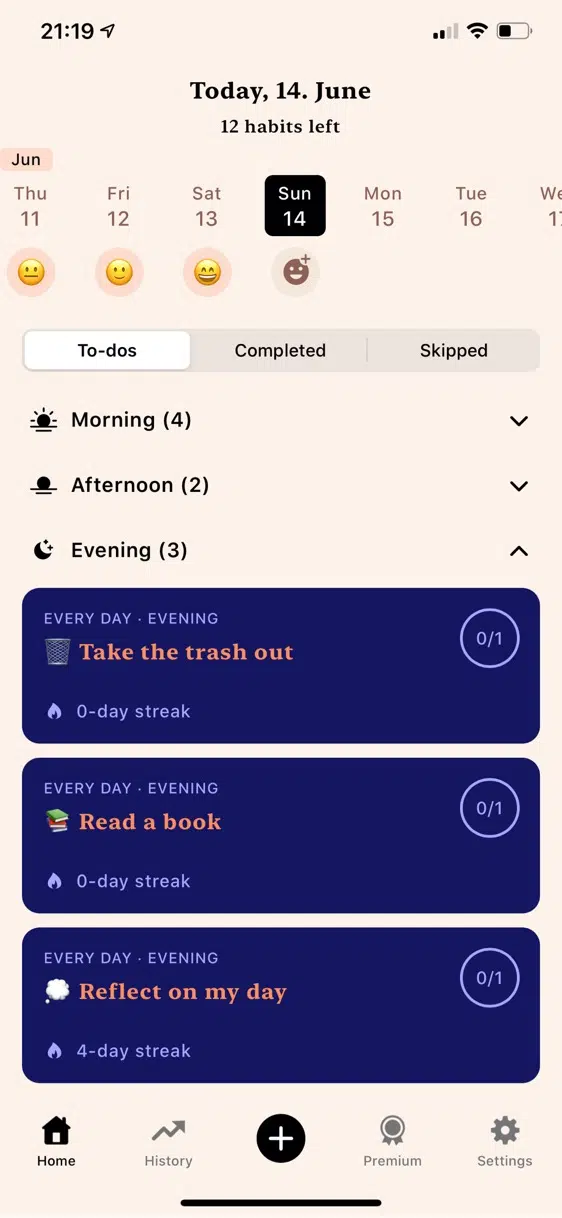 21:19
Today, 14. June
12 habits left
Jun
Thu Fri Sat Sun Mon Tue We
11 12 13 14 15 16 17
To-dos Completed Skipped
Morning (4)
Afternoon (2)
Evening (3)
EVERY DAY · EVENING
Take the trash out
0/1
0-day streak
EVERY DAY · EVENING
Read a book
0/1
0-day streak
EVERY DAY · EVENING
Reflect on my day
0/1
4-day streak
Home History Premium Settings